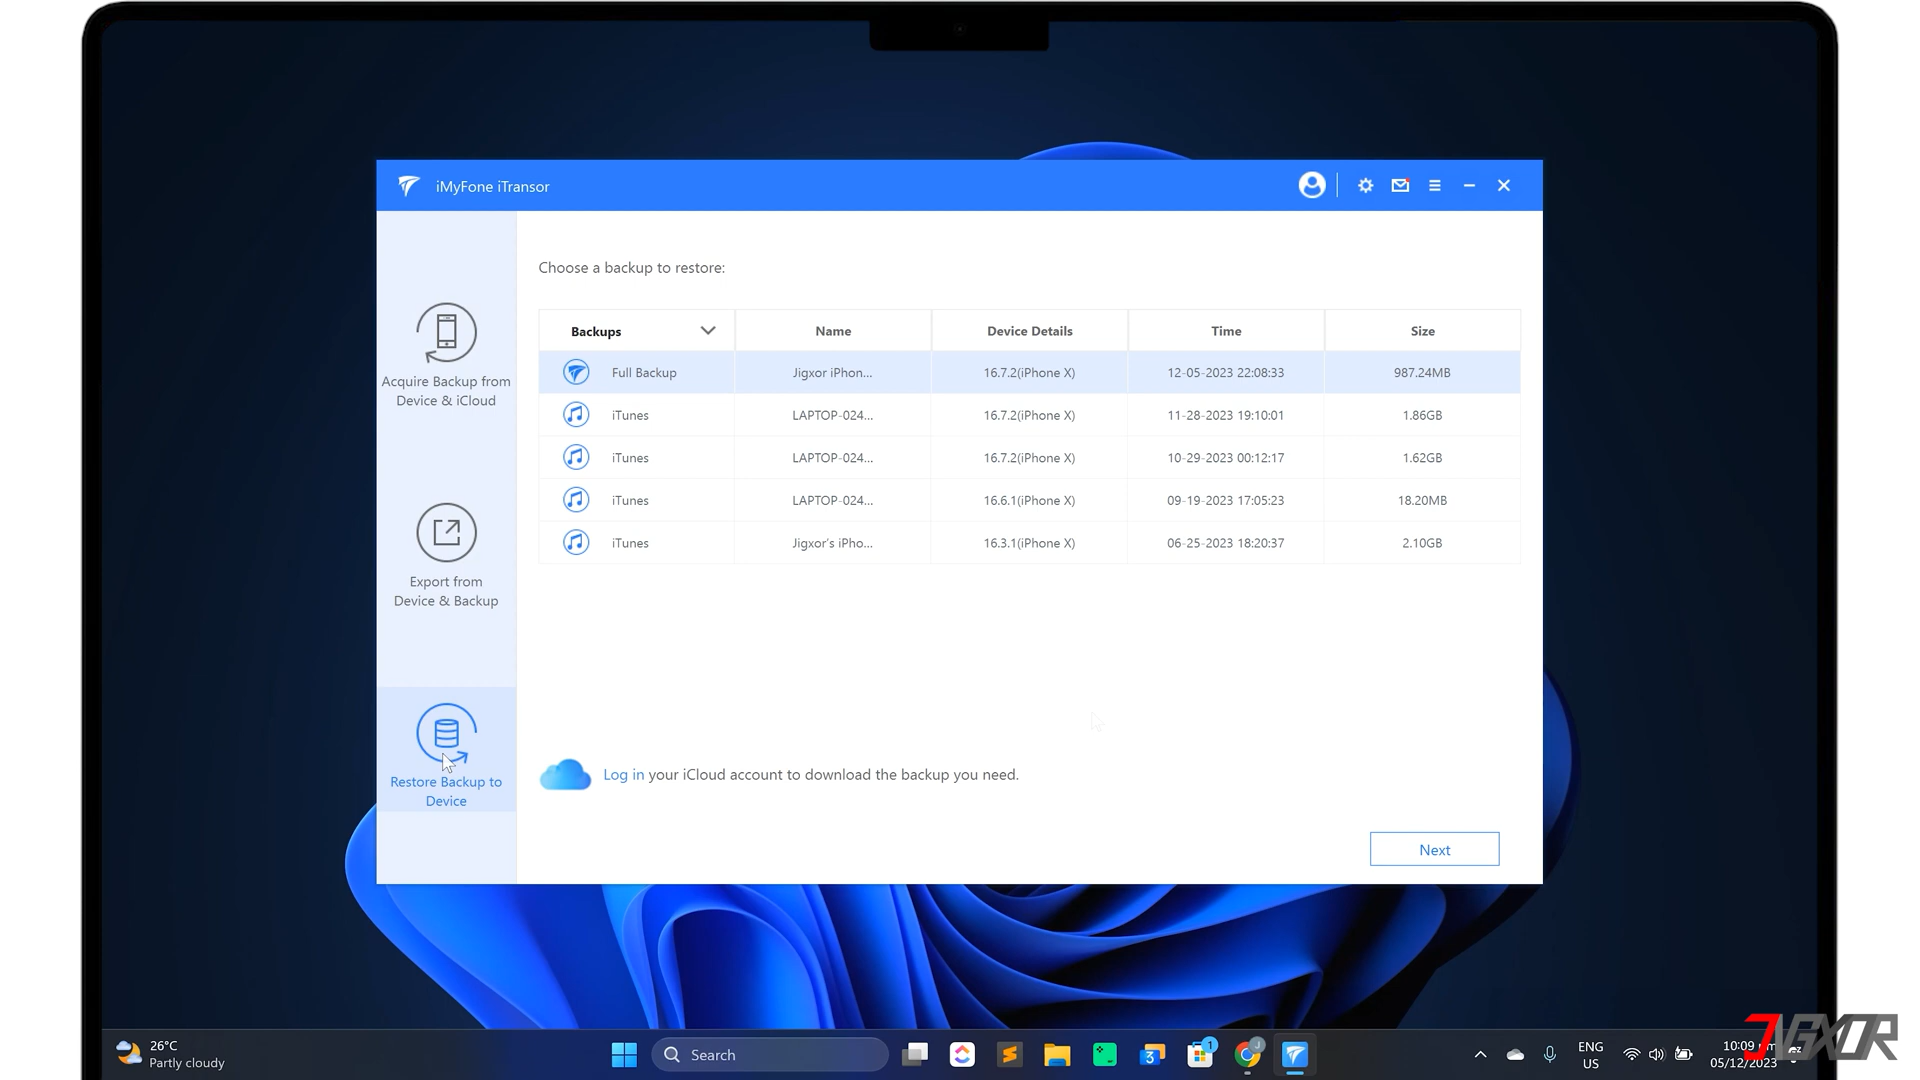 iMyFone iTransor
Choose a backup to restore:
Backups Name Device Details Time Size
Full Backup Jigxor iPhon... 16.7.2(iPhone X) 12-05-2023 22:08:33 987.24MB
iTunes LAPTOP-024... 16.7.2(iPhone X) 11-28-2023 19:10:01 1.86GB
iTunes LAPTOP-024... 16.7.2(iPhone X) 10-29-2023 00:12:17 1.62GB
iTunes LAPTOP-024... 16.6.1(iPhone X) 09-19-2023 17:05:23 18.20MB
iTunes Jigxor's iPho... 16.3.1(iPhone X) 06-25-2023 18:20:37 2.10GB
Acquire Backup from
Device & iCloud
Export from
Device & Backup
Restore Backup to
Device
Log in your iCloud account to download the backup you need.
Next
26°C
Partly cloudy
Search
3
1
J
ENG
US
10:09
05/12/2023
JIGXOR